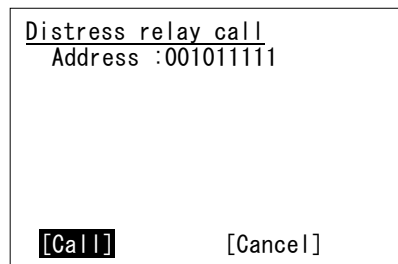 Distress relay call
Address :001011111
[Call] [Cancel]